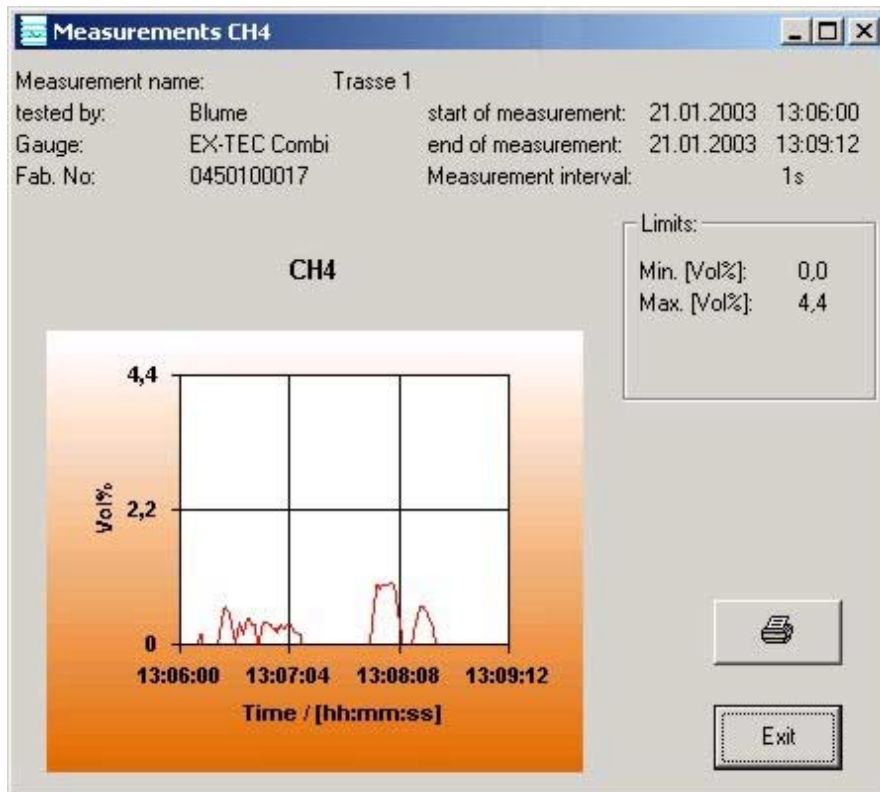 Measurements CH4
Measurement name: Trasse 1
tested by: Blume start of measurement: 21.01.2003 13:06:00
Gauge: EX-TEC Combi end of measurement: 21.01.2003 13:09:12
Fab. No: 0450100017 Measurement interval: 1s
Limits:
Min. [Vol%]: 0,0
Max. [Vol%]: 4,4
CH4
4,4
2,2
0
Vol%
13:06:00 13:07:04 13:08:08 13:09:12
Time / [hh:mm:ss]
Exit